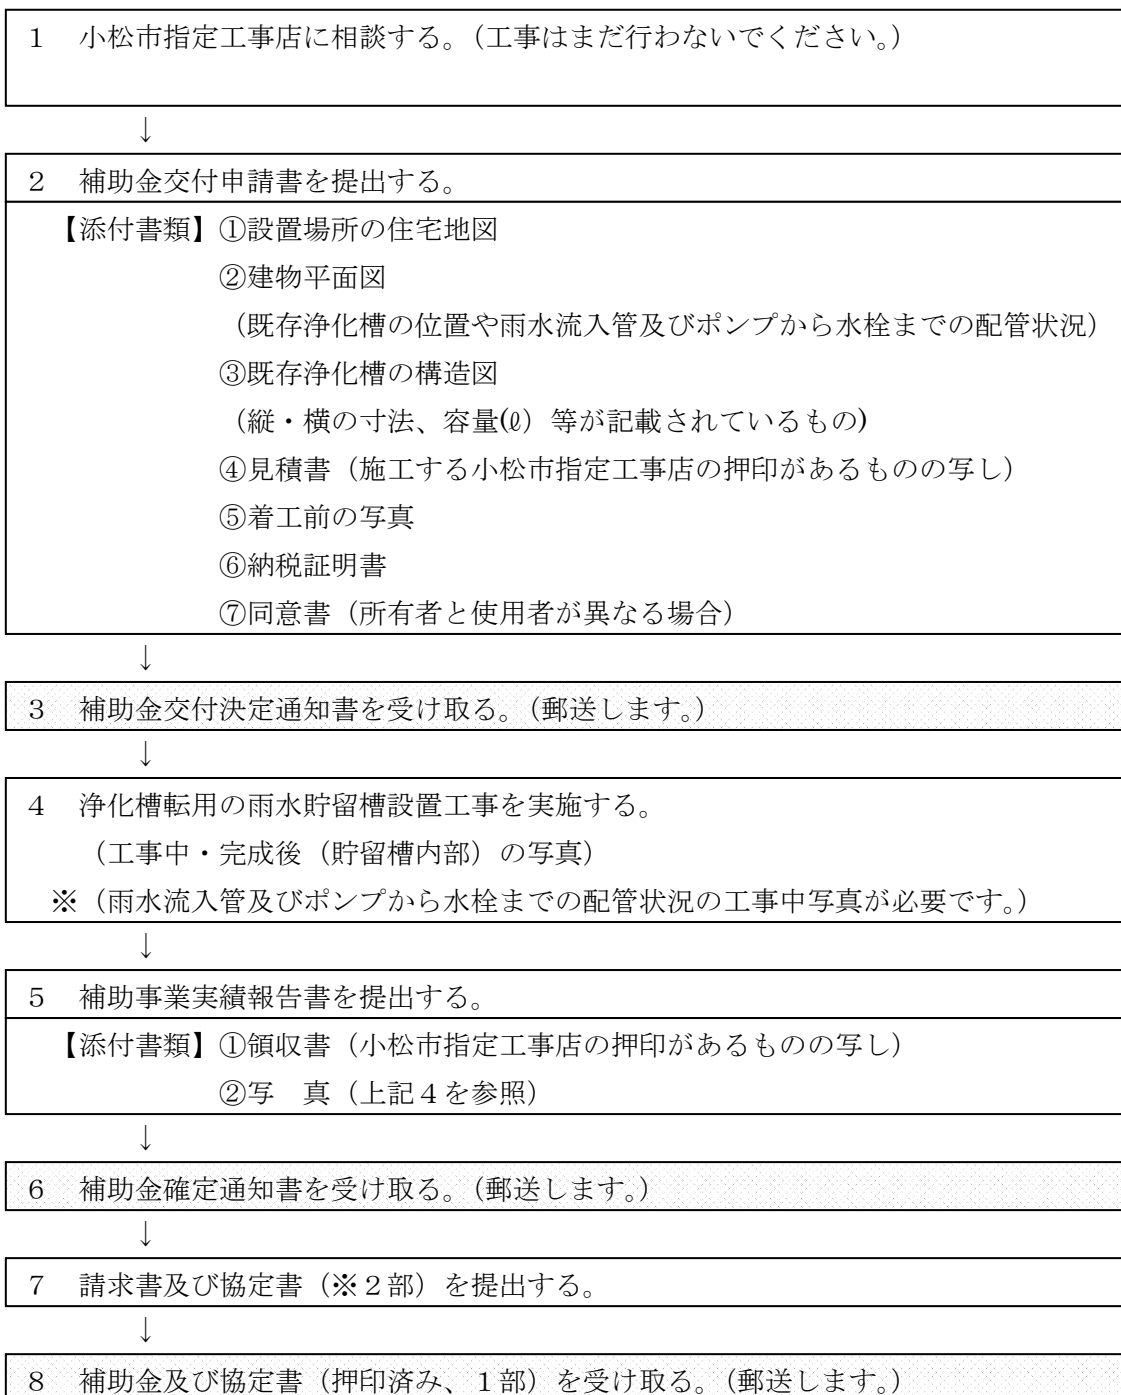 １　小松市指定工事店に相談する。（工事はまだ行わないでください。）
↓
２　補助金交付申請書を提出する。
【添付書類】①設置場所の住宅地図
②建物平面図
（既存浄化槽の位置や雨水流入管及びポンプから水栓までの配管状況）
③既存浄化槽の構造図
（縦・横の寸法、容量(ℓ）等が記載されているもの)
④見積書（施工する小松市指定工事店の押印があるものの写し）
⑤着工前の写真
⑥納税証明書
⑦同意書（所有者と使用者が異なる場合）
↓
３　補助金交付決定通知書を受け取る。（郵送します。）
↓
４　浄化槽転用の雨水貯留槽設置工事を実施する。
（工事中・完成後（貯留槽内部）の写真）
※（雨水流入管及びポンプから水栓までの配管状況の工事中写真が必要です。）
↓
５　補助事業実績報告書を提出する。
【添付書類】①領収書（小松市指定工事店の押印があるものの写し）
②写　真（上記４を参照）
↓
６　補助金確定通知書を受け取る。（郵送します。）
↓
７　請求書及び協定書（※２部）を提出する。
↓
８　補助金及び協定書（押印済み、１部）を受け取る。（郵送します。）